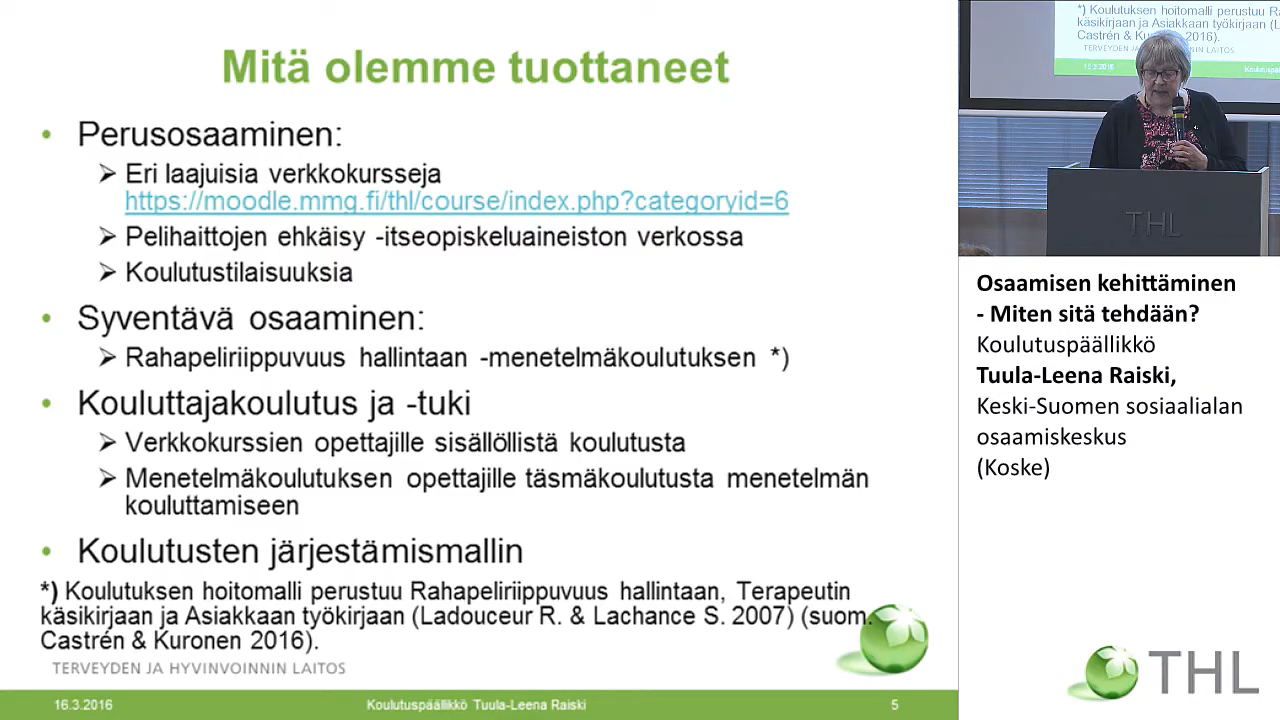 Mitä olemme tuottaneet
• Perusosaaminen:
➢ Eri laajuisia verkkokursseja
https://moodle.mmg.fi/thl/course/index.php?categoryid=6
➢ Pelihaittojen ehkäisy -itseopiskeluaineiston verkossa
➢ Koulutustilaisuuksia
• Syventävä osaaminen:
➢ Rahapeliriippuvuus hallintaan -menetelmäkoulutuksen *)
• Kouluttajakoulutus ja -tuki
➢ Verkkokurssien opettajille sisällöllistä koulutusta
➢ Menetelmäkoulutuksen opettajille täsmäkoulutusta menetelmän
kouluttamiseen
• Koulutusten järjestämismallin
*) Koulutuksen hoitomalli perustuu Rahapeliriippuvuus hallintaan, Terapeutin
käsikirjaan ja Asiakkaan työkirjaan (Ladouceur R. & Lachance S. 2007) (suom.
Castrén & Kuronen 2016).
TERVEYDEN JA HYVINVOINNIN LAITOS
16.3.2016 Koulutuspäällikkö Tuula-Leena Raiski 5
*) Koulutuksen hoitomalli perustuu
käsikirjaan ja Asiakkaan työkirjaan
Castrén & Kuronen 2016).
TERVEYDEN JA HYVINVOINNIN LAITOS
THL
Osaamisen kehittäminen
- Miten sitä tehdään?
Koulutuspäällikkö
Tuula-Leena Raiski,
Keski-Suomen sosiaalialan
osaamiskeskus
(Koske)
THL